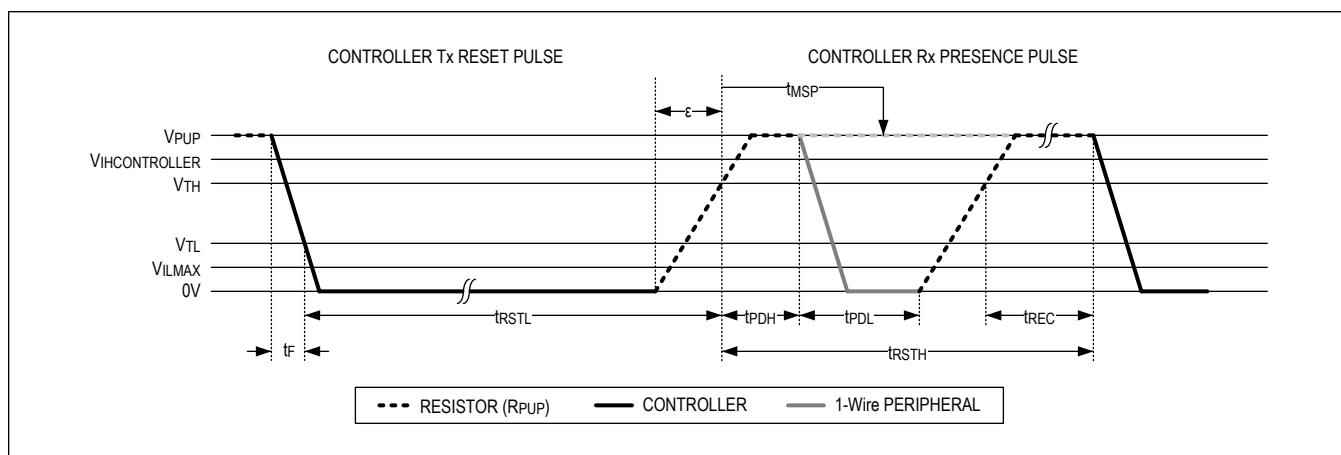 CONTROLLER Tx RESET PULSE
CONTROLLER Rx PRESENCE PULSE
tMSP
ε
VPUP
VIHCONTROLLER
VTH
VTL
VILMAX
0V
tRSTL
tPDH
tPDL
tREC
tF
tRSTH
RESISTOR (RPUP)
CONTROLLER
1-Wire PERIPHERAL